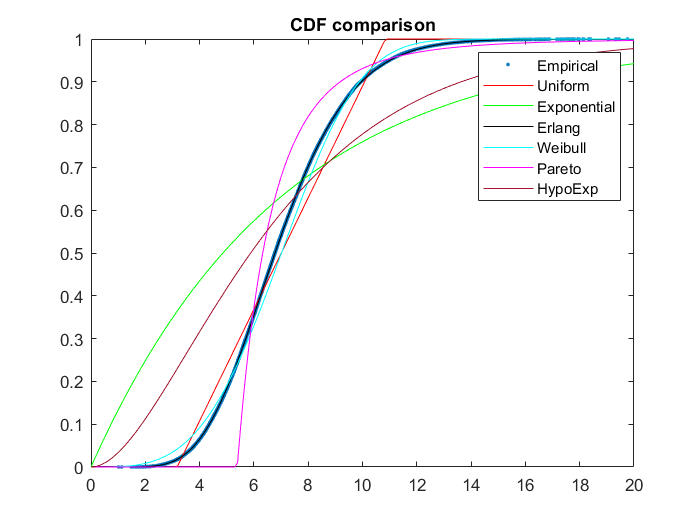 CDF comparison
1
0.9
0.8
0.7
0.6
0.5
0.4
0.3
0.2
0.1
0
Empirical
Uniform
Exponential
Erlang
Weibull
Pareto
HypoExp
0 2 4 6 8 10 12 14 16 18 20